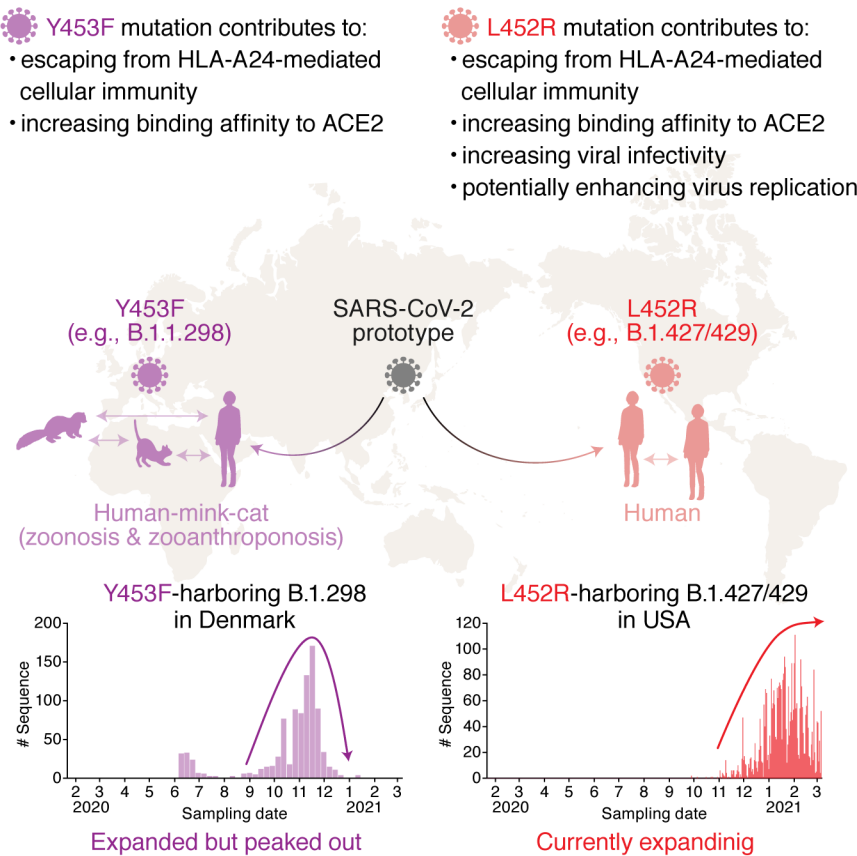 Y453F mutation contributes to:
• escaping from HLA-A24-mediated
cellular immunity
• increasing binding affinity to ACE2
L452R mutation contributes to:
• escaping from HLA-A24-mediated
cellular immunity
• increasing binding affinity to ACE2
• increasing viral infectivity
• potentially enhancing virus replication
Y453F
(e.g., B.1.1.298)
SARS-CoV-2
prototype
L452R
(e.g., B.1.427/429)
Human-mink-cat
(zoonosis & zooanthroponosis)
Human
Y453F-harboring B.1.298
in Denmark
200
150
100
50
0
# Sequence
2 3 4 5 6 7 8 9 10 11 12 1 2 3
2020 2021
Sampling date
Expanded but peaked out
L452R-harboring B.1.427/429
in USA
120
100
80
60
40
20
0
# Sequence
2 3 4 5 6 7 8 9 10 11 12 1 2 3
2020 2021
Sampling date
Currently expandinig